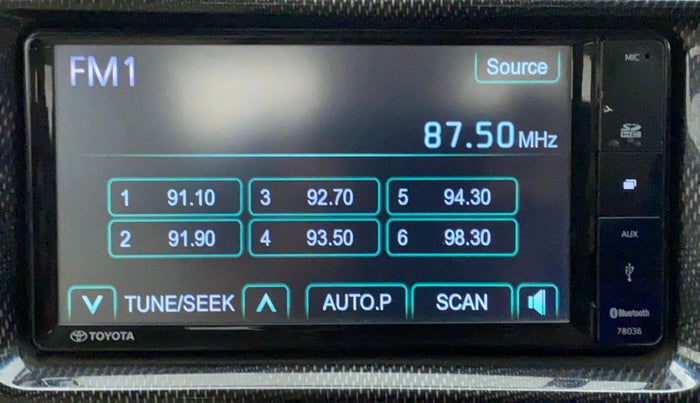 FM1
Source
87.50MHz
1 91.10 3 92.70 5 94.30
2 91.90 4 93.50 6 98.30
TUNE/SEEK AUTO.P SCAN
TOYOTA
MIC
AUX
Bluetooth
78036